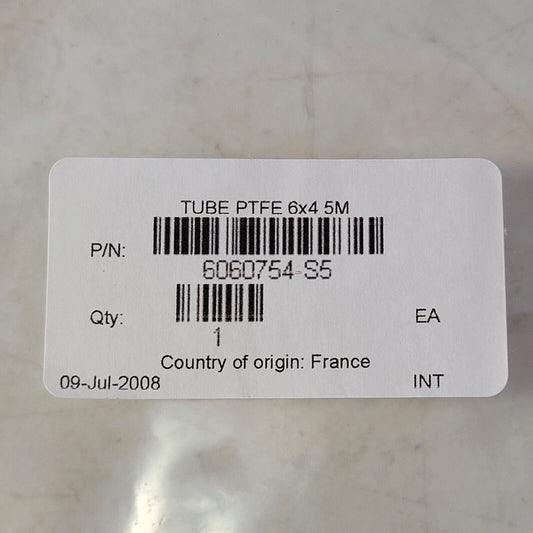 TUBE PTFE 6x4 5M
P/N:
6060754-S5
Qty:
EA
1
Country of origin: France
09-Jul-2008 INT